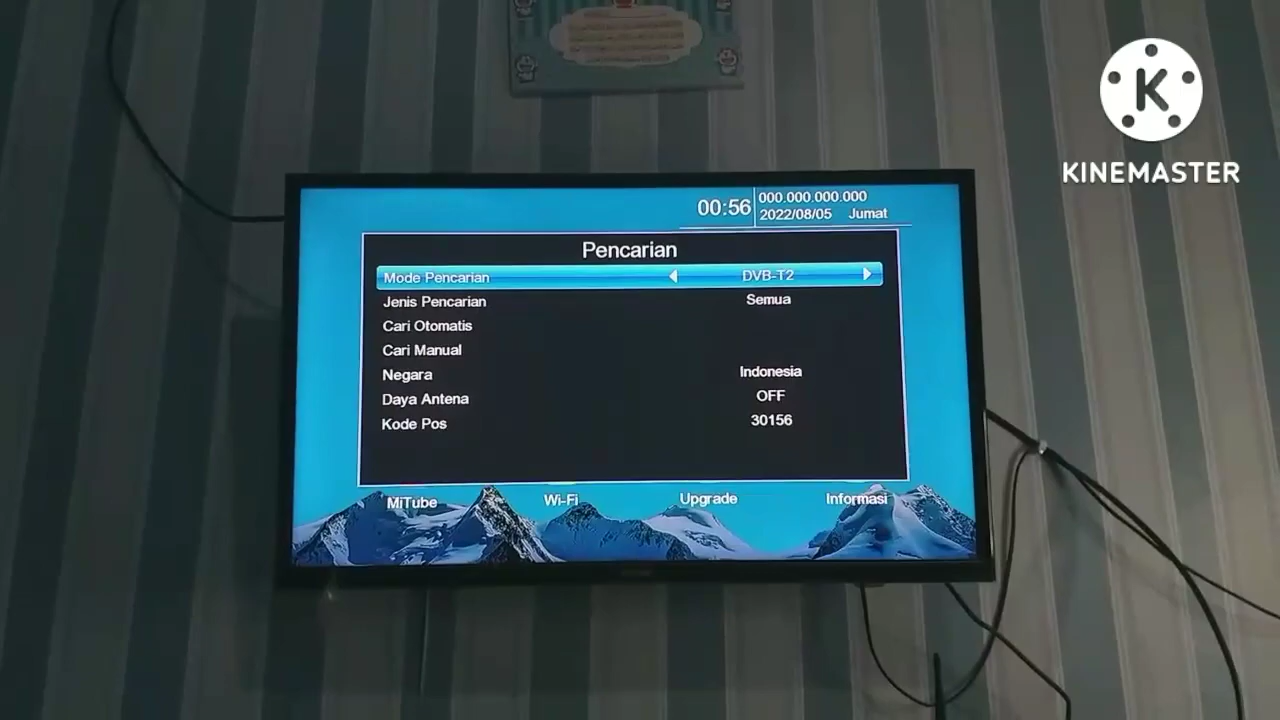 K
KINEMASTER
00:56
000.000.000.000
2022/08/05 Jumat
Pencarian
Mode Pencarian DVB-T2
Jenis Pencarian Semua
Cari Otomatis
Cari Manual
Negara Indonesia
Daya Antena OFF
Kode Pos 30156
MiTube Wi-Fi Upgrade Informasi